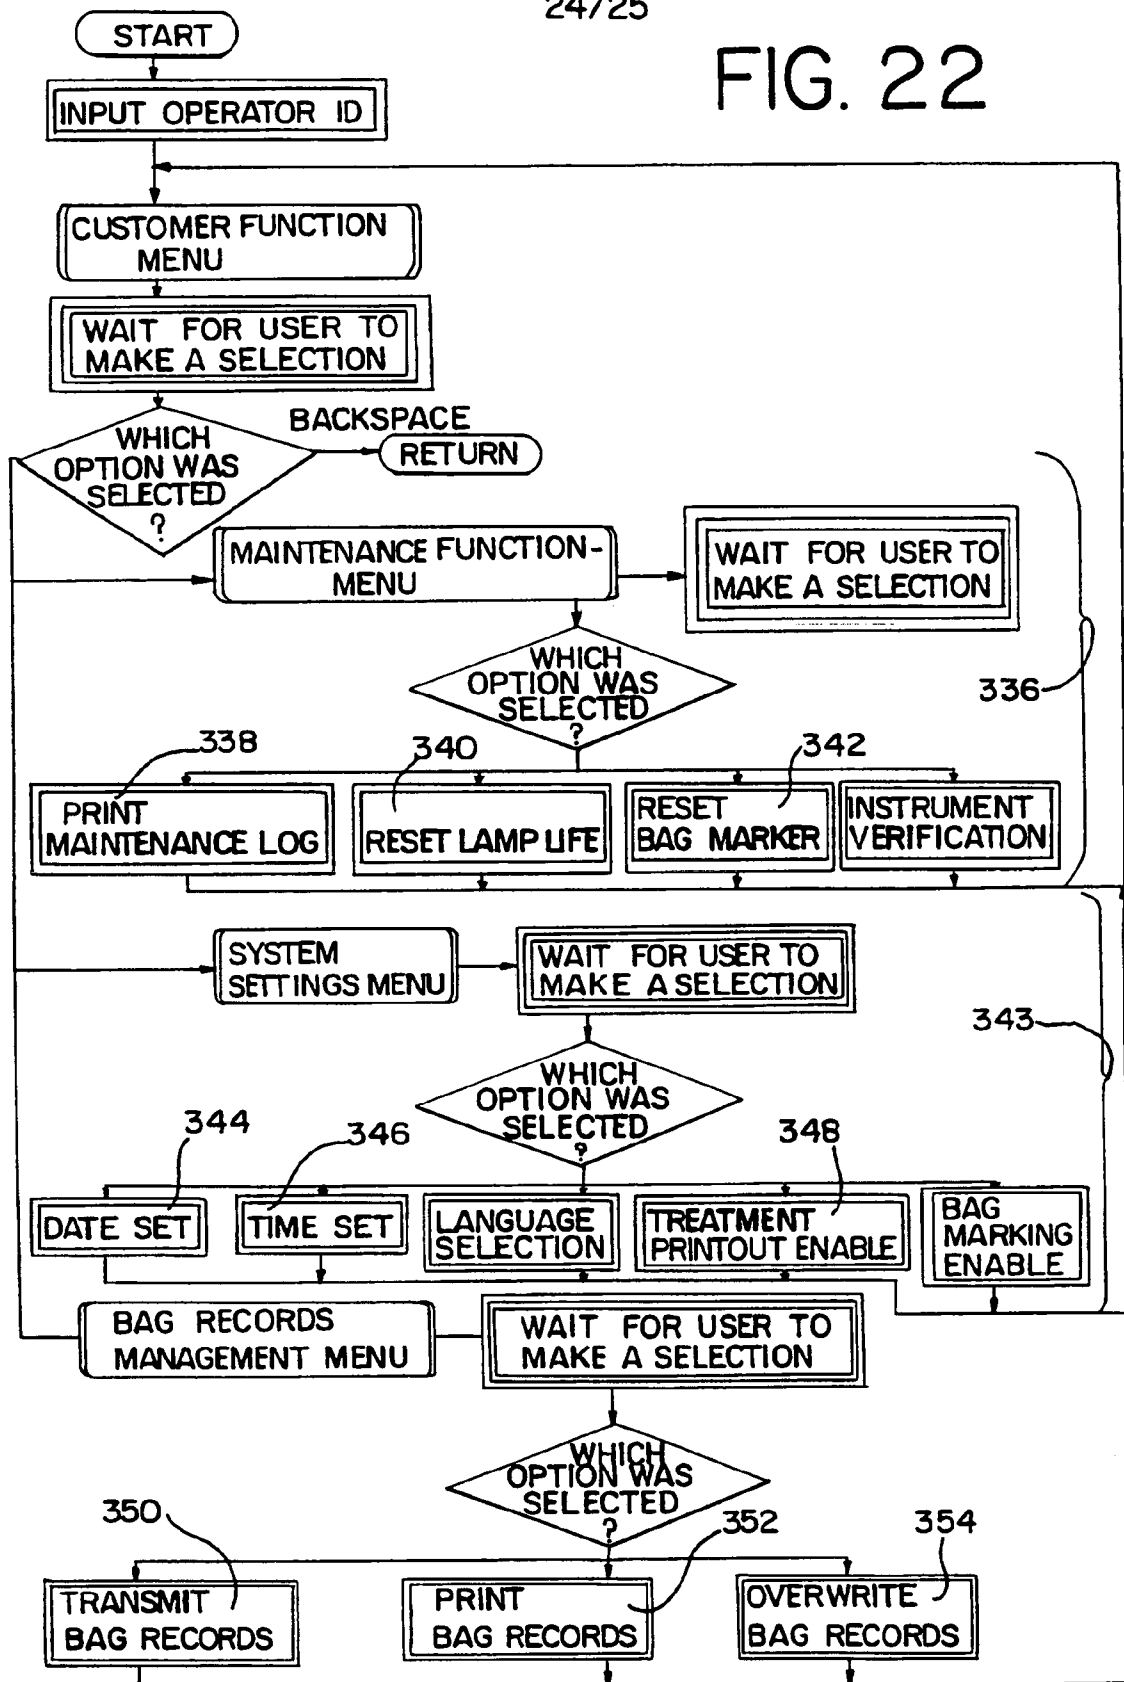 24/25
FIG. 22
START
INPUT OPERATOR ID
CUSTOMER FUNCTION
MENU
WAIT FOR USER TO
MAKE A SELECTION
WHICH
OPTION WAS
SELECTED
?
BACKSPACE
RETURN
MAINTENANCE FUNCTION-
MENU
WAIT FOR USER TO
MAKE A SELECTION
WHICH
OPTION WAS
SELECTED
?
336
338
340
342
PRINT
MAINTENANCE LOG
RESET LAMP LIFE
RESET
BAG MARKER
INSTRUMENT
VERIFICATION
SYSTEM
SETTINGS MENU
WAIT FOR USER TO
MAKE A SELECTION
343
WHICH
OPTION WAS
SELECTED
?
344
346
348
DATE SET
TIME SET
LANGUAGE
SELECTION
TREATMENT
PRINTOUT ENABLE
BAG
MARKING
ENABLE
BAG RECORDS
MANAGEMENT MENU
WAIT FOR USER TO
MAKE A SELECTION
WHICH
OPTION WAS
SELECTED
?
350
352
354
TRANSMIT
BAG RECORDS
PRINT
BAG RECORDS
OVERWRITE
BAG RECORDS